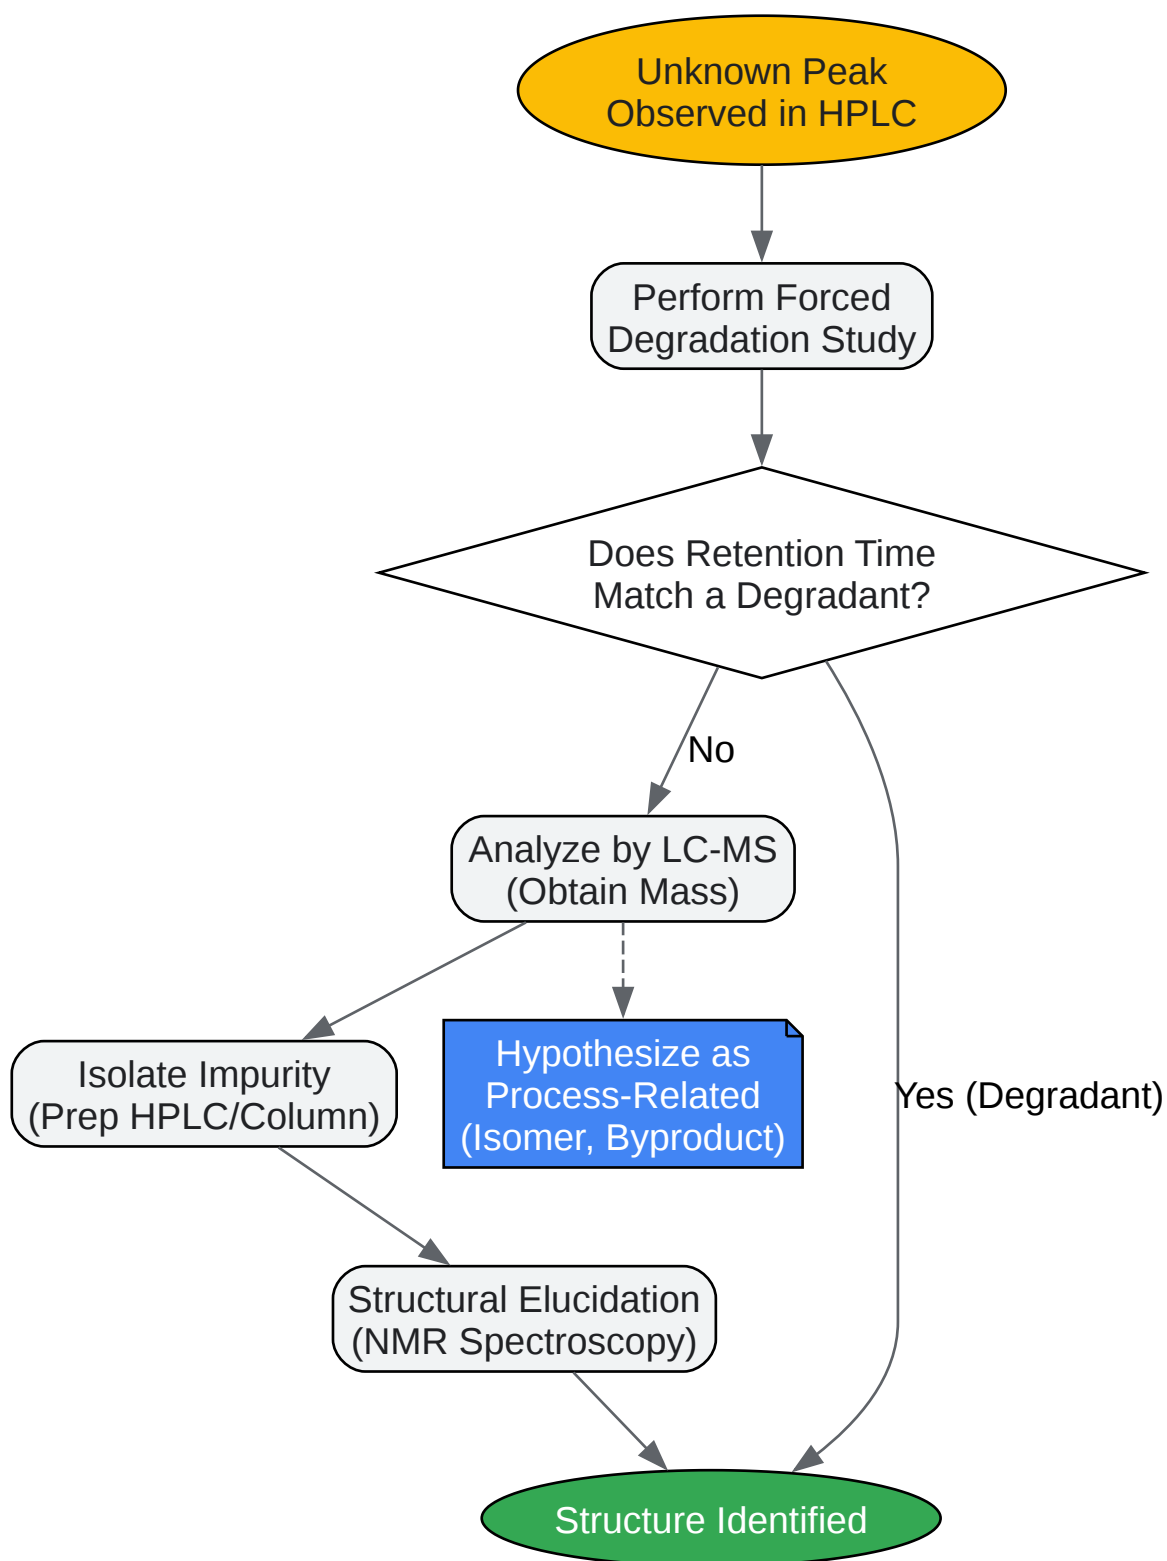 Unknown Peak
Observed in HPLC
Perform Forced
Degradation Study
Does Retention Time
Match a Degradant?
No
Analyze by LC-MS
(Obtain Mass)
Isolate Impurity
(Prep HPLC/Column)
Hypothesize as
Process-Related
(Isomer, Byproduct)
Yes (Degradant)
Structural Elucidation
(NMR Spectroscopy)
Structure Identified